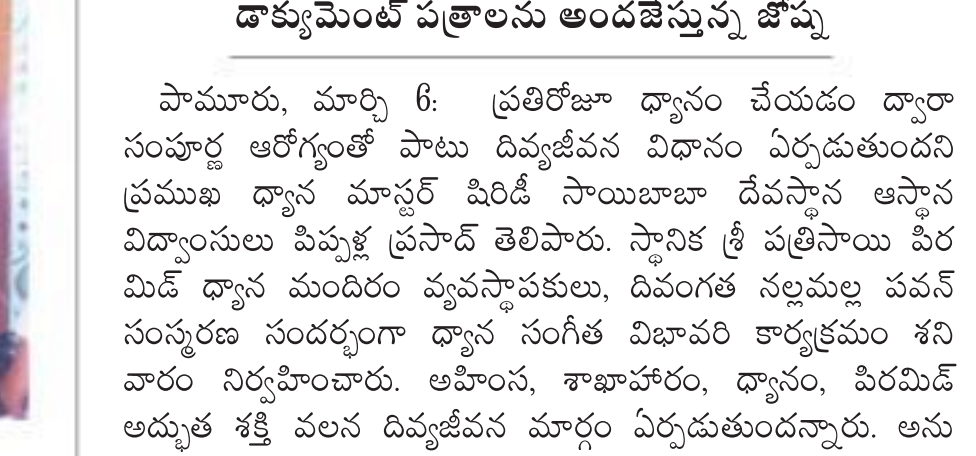 డాక్యుమెంట్ పత్రాలను అందజేస్తున్న జోష్న
పామూరు, మార్చి 6: ప్రతిరోజూ ధ్యానం చేయడం ద్వారా
సంపూర్ణ ఆరోగ్యంతో పాటు దివ్యజీవన విధానం ఏర్పడుతుందని
ప్రముఖ ధ్యాన మాస్టర్ షిరిడీ సాయిబాబా దేవస్థాన ఆస్థాన
విద్వాంసులు పిప్పళ్ల ప్రసాద్ తెలిపారు. స్థానిక శ్రీ పత్రిసాయి పిర
మిడ్ ధ్యాన మందిరం వ్యవస్థాపకులు, దివంగత నల్లమల్ల పవన్
సంస్మరణ సందర్భంగా ధ్యాన సంగీత విభావరి కార్యక్రమం శని
వారం నిర్వహించారు. అహింస, శాఖాహారం, ధ్యానం, పిరమిడ్
అద్భుత శక్తి వలన దివ్యజీవన మార్గం ఏర్పడుతుందన్నారు. అను